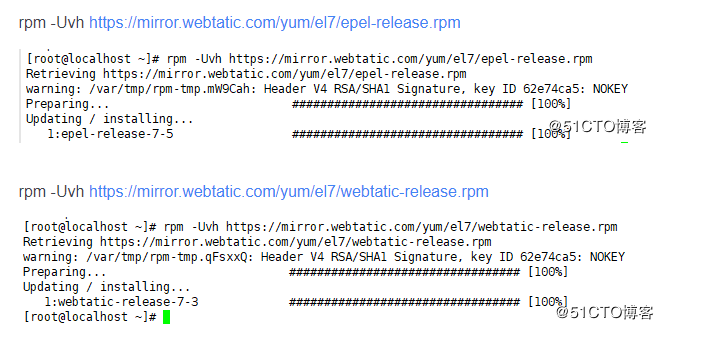 rpm -Uvh https://mirror.webtatic.com/yum/el7/epel-release.rpm
[root@localhost ~]# rpm -Uvh https://mirror.webtatic.com/yum/el7/epel-release.rpm
Retrieving https://mirror.webtatic.com/yum/el7/epel-release.rpm
warning: /var/tmp/rpm-tmp.mW9Cah: Header V4 RSA/SHA1 Signature, key ID 62e74ca5: NOKEY
Preparing... ################################# [100%]
Updating / installing...
1:epel-release-7-5 ################################# [100%]
@51CTO博客
rpm -Uvh https://mirror.webtatic.com/yum/el7/webtatic-release.rpm
[root@localhost ~]# rpm -Uvh https://mirror.webtatic.com/yum/el7/webtatic-release.rpm
Retrieving https://mirror.webtatic.com/yum/el7/webtatic-release.rpm
warning: /var/tmp/rpm-tmp.qFsxxQ: Header V4 RSA/SHA1 Signature, key ID 62e74ca5: NOKEY
Preparing... ################################# [100%]
Updating / installing...
1:webtatic-release-7-3 ################################# [100%]
@51CTO博客
[root@localhost ~]#